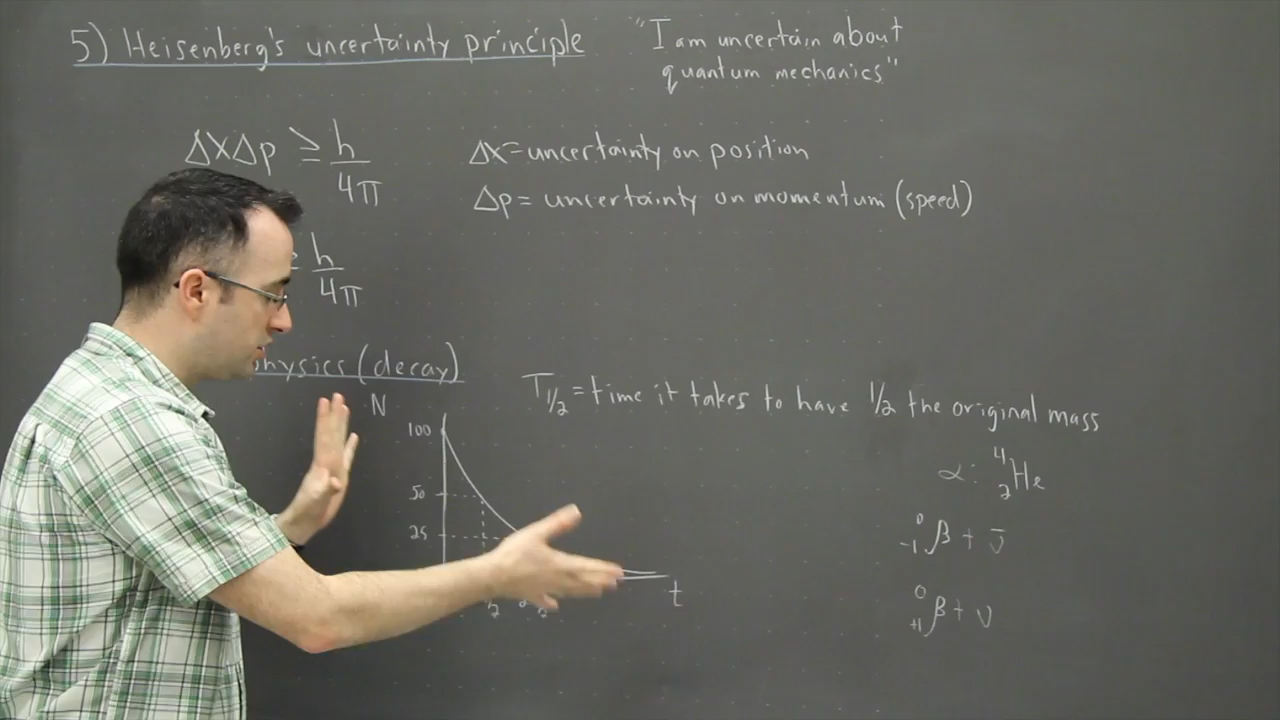 5) Heisenberg's uncertainty principle
"I am uncertain about
quantum mechanics"
ΔxΔp ≥ h/4π
Δx = uncertainty on position
Δp = uncertainty on momentum (speed)
h/4π
physics (decay)
T1/2 = time it takes to have 1/2 the original mass
N
100
50
25
t
α: ⁴₂He
⁰₋₁β + ν̄
⁰₊₁β + ν